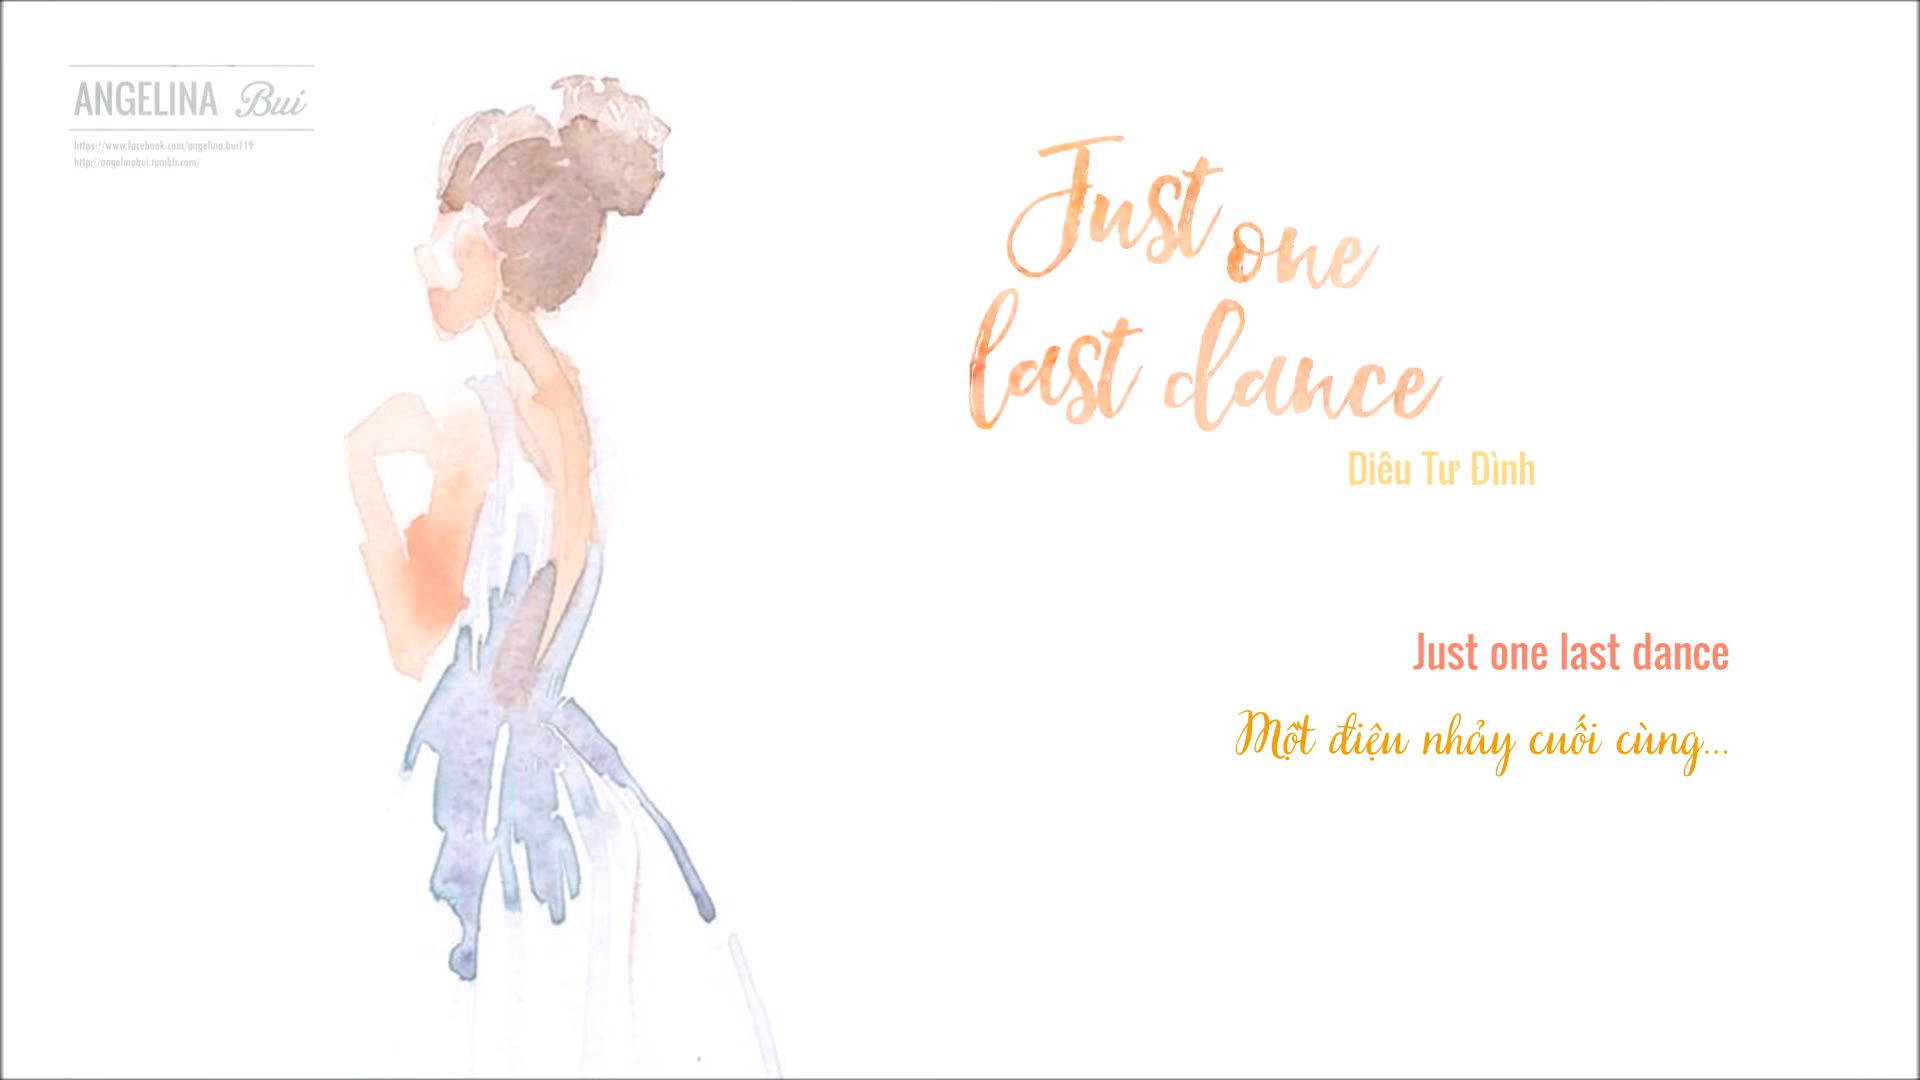 ANGELINA Bui
https://www.facebook.com/angelina.bui119
http://angelinabui.tumblr.com/
Just one
last dance
Diêu Tư Đình
Just one last dance
Một điệu nhảy cuối cùng...